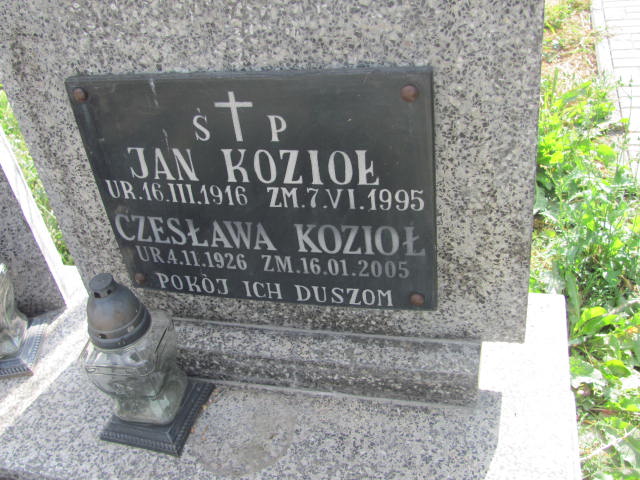 Ś P
JAN KOZIOŁ
UR.16.III.1916 ZM.7.VI.1995
CZESŁAWA KOZIOŁ
UR.4.11.1926 ZM.16.01.2005
POKÓJ ICH DUSZOM